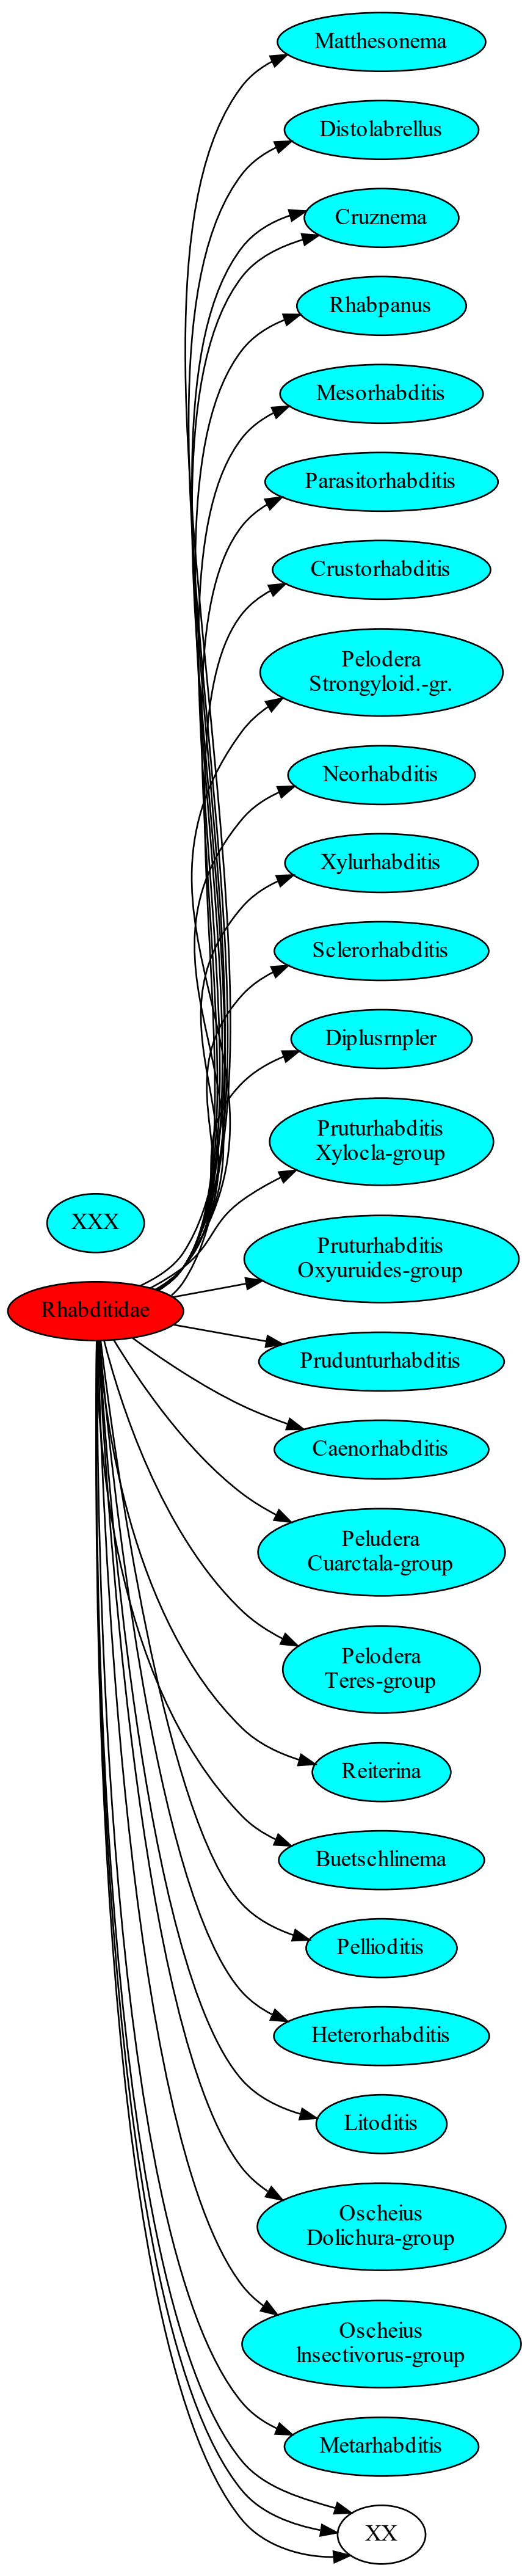 Matthesonema
Distolabrellus
Cruznema
Rhabpanus
Mesorhabditis
Parasitorhabditis
Crustorhabditis
Pelodera
Strongyloid.-gr.
Neorhabditis
Xylurhabditis
Sclerorhabditis
Diplusrnpler
Pruturhabditis
Xylocla-group
XXX
Pruturhabditis
Oxyuruides-group
Rhabditidae
Prudunturhabditis
Caenorhabditis
Peludera
Cuarctala-group
Pelodera
Teres-group
Reiterina
Buetschlinema
Pellioditis
Heterorhabditis
Litoditis
Oscheius
Dolichura-group
Oscheius
lnsectivorus-group
Metarhabditis
XX